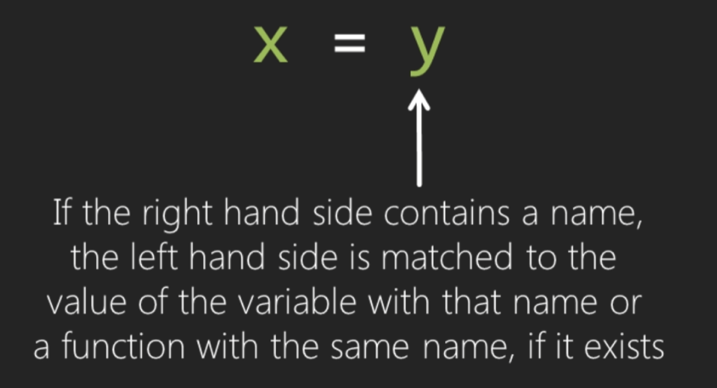 x = y
If the right hand side contains a name,
the left hand side is matched to the
value of the variable with that name or
a function with the same name, if it exists